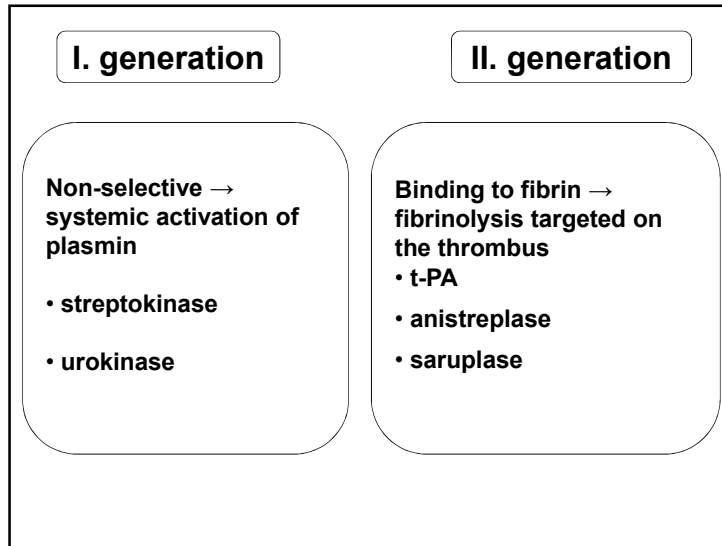 I. generation
II. generation
Non-selective →
systemic activation of
plasmin
• streptokinase
• urokinase
Binding to fibrin →
fibrinolysis targeted on
the thrombus
• t-PA
• anistreplase
• saruplase